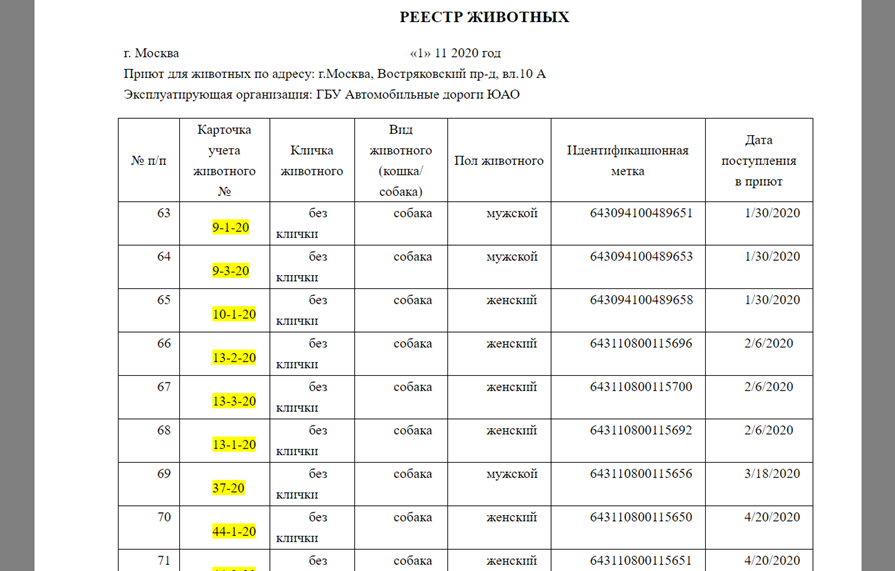 РЕЕСТР ЖИВОТНЫХ
г. Москва «1» 11 2020 год
Приют для животных по адресу: г.Москва, Востряковский пр-д, вл.10 А
Эксплуатирующая организация: ГБУ Автомобильные дороги ЮАО
№ п/п
Карточка
учета
животного
№
Кличка
животного
Вид
животного
(кошка/
собака)
Пол животного
Идентификационная
метка
Дата
поступления
в приют
63 9-1-20 без клички собака мужской 643094100489651 1/30/2020
64 9-3-20 без клички собака мужской 643094100489653 1/30/2020
65 10-1-20 без клички собака женский 643094100489658 1/30/2020
66 13-2-20 без клички собака женский 643110800115696 2/6/2020
67 13-3-20 без клички собака женский 643110800115700 2/6/2020
68 13-1-20 без клички собака женский 643110800115692 2/6/2020
69 37-20 без клички собака мужской 643110800115656 3/18/2020
70 44-1-20 без клички собака женский 643110800115650 4/20/2020
71 без собака женский 643110800115651 4/20/2020